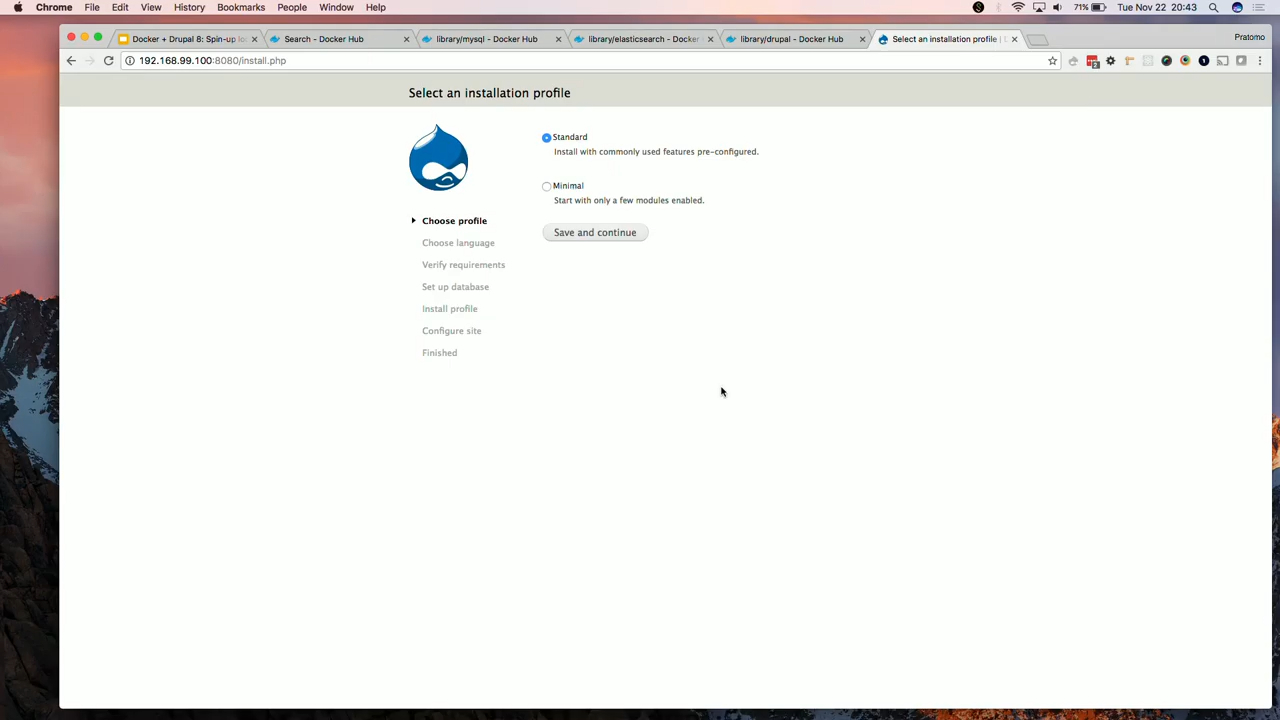 Chrome File Edit View History Bookmarks People Window Help 71% Tue Nov 22 20:43
Docker + Drupal 8: Spin-up lo Search - Docker Hub library/mysql - Docker Hub library/elasticsearch - Docker library/drupal - Docker Hub Select an installation profile | Pratomo
192.168.99.100:8080/install.php
Select an installation profile
Standard
Install with commonly used features pre-configured.
Minimal
Start with only a few modules enabled.
Save and continue
Choose profile
Choose language
Verify requirements
Set up database
Install profile
Configure site
Finished